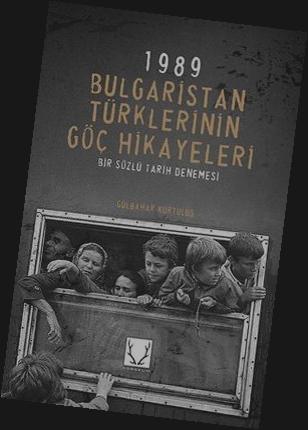 1989
BULGARİSTAN
TÜRKLERİNİN
GÖÇ HİKAYELERİ
BİR SÖZLÜ TARİH DENEMESİ
GÜLBAHAR KURTULUŞ